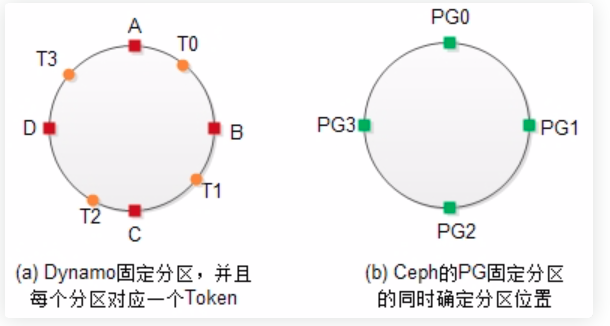 A
T0
T3
D
B
T1
T2
C
(a) Dynamo固定分区，并且
每个分区对应一个Token
PG0
PG3
PG1
PG2
(b) Ceph的PG固定分区
的同时确定分区位置